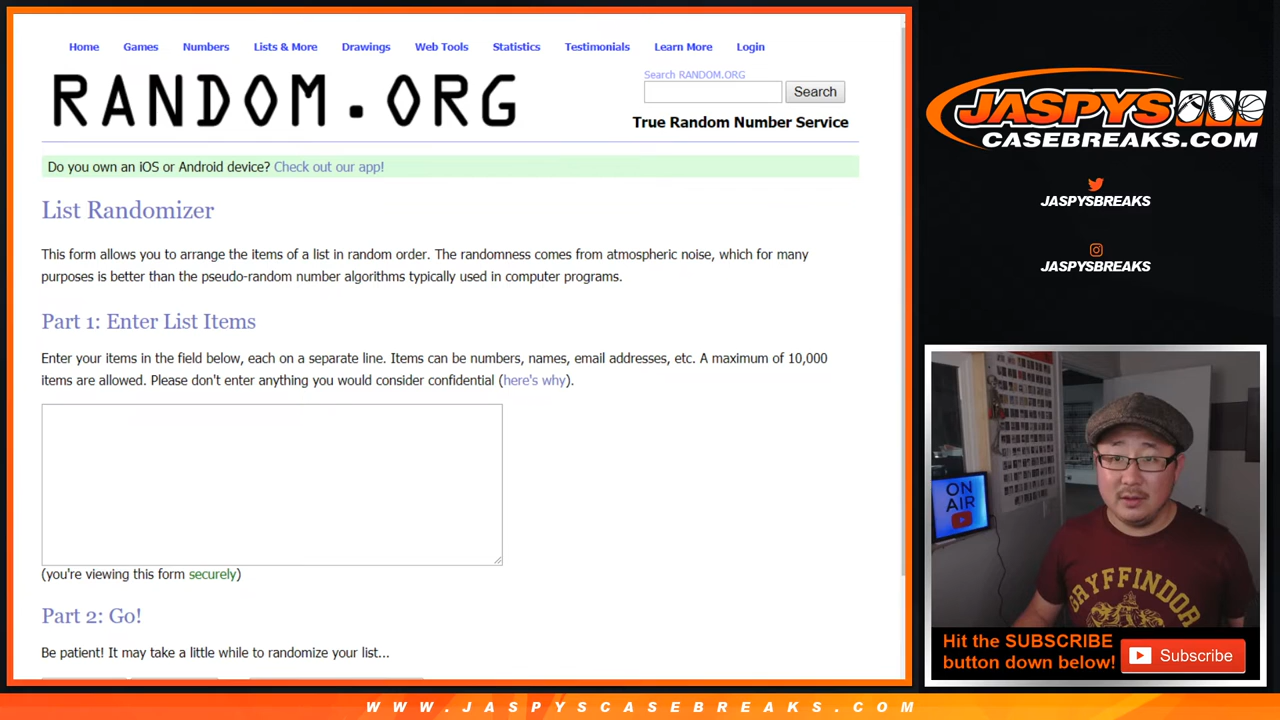 Home Games Numbers Lists & More Drawings Web Tools Statistics Testimonials Learn More Login
RANDOM.ORG
Search RANDOM.ORG
Search
True Random Number Service
Do you own an iOS or Android device? Check out our app!
List Randomizer
This form allows you to arrange the items of a list in random order. The randomness comes from atmospheric noise, which for many
purposes is better than the pseudo-random number algorithms typically used in computer programs.
Part 1: Enter List Items
Enter your items in the field below, each on a separate line. Items can be numbers, names, email addresses, etc. A maximum of 10,000
items are allowed. Please don't enter anything you would consider confidential (here's why).
(you're viewing this form securely)
Part 2: Go!
Be patient! It may take a little while to randomize your list...
JASPYS
CASEBREAKS.COM
JASPYSBREAKS
JASPYSBREAKS
ON
AIR
GRYFFINDOR
Hit the SUBSCRIBE
button down below!
Subscribe
WWW.JASPYSCASEBREAKS.COM